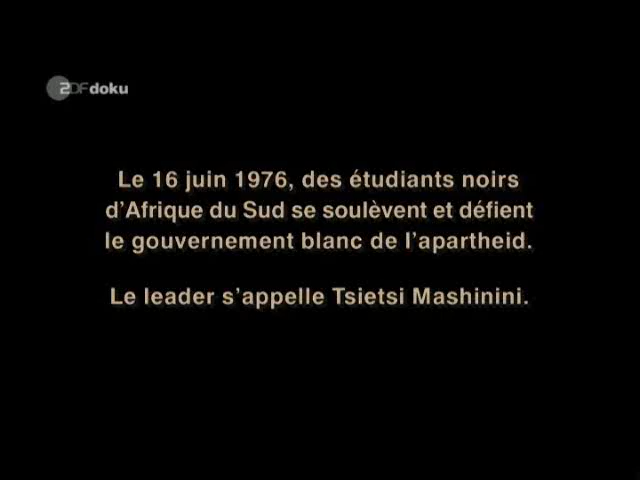 ZDFdoku
Le 16 juin 1976, des étudiants noirs
d'Afrique du Sud se soulèvent et défient
le gouvernement blanc de l'apartheid.
Le leader s'appelle Tsietsi Mashinini.